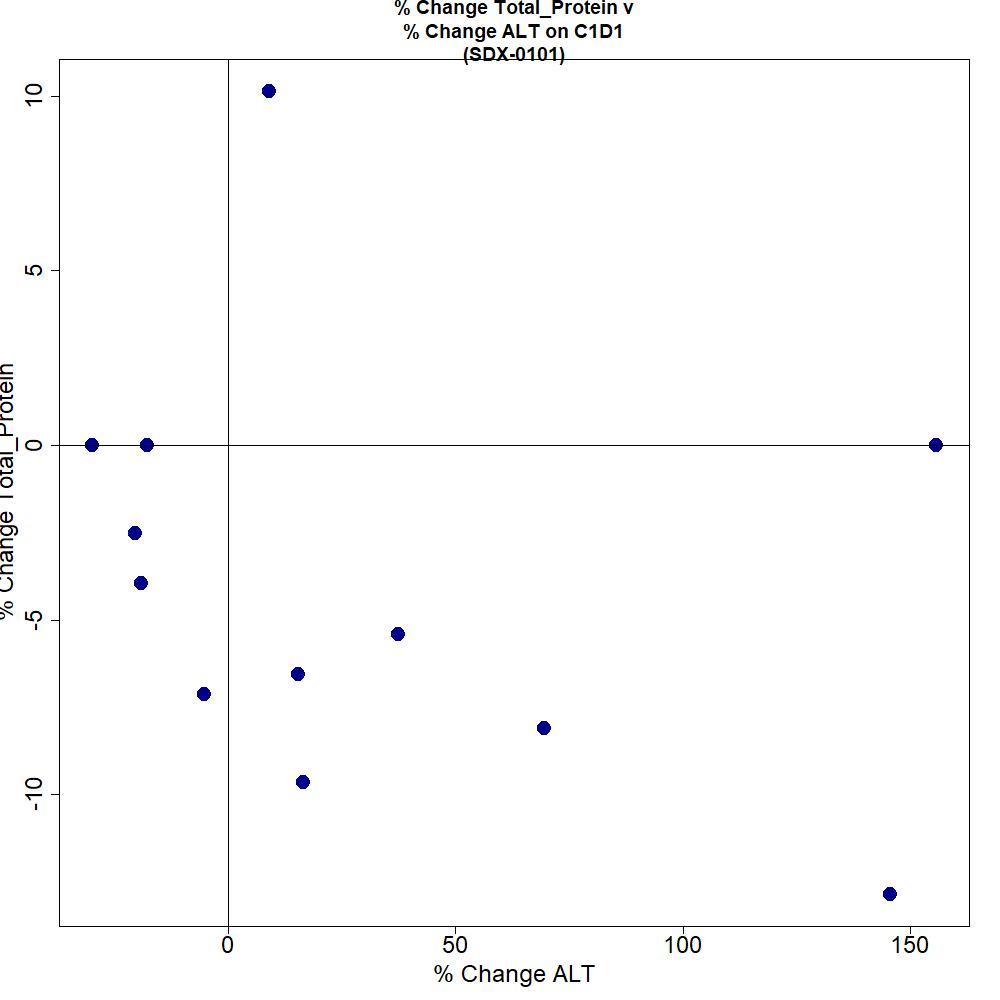 % Change Total_Protein v
% Change ALT on C1D1
(SDX-0101)
% Change Total_Protein
10
5
0
-5
-10
0
50
100
150
% Change ALT